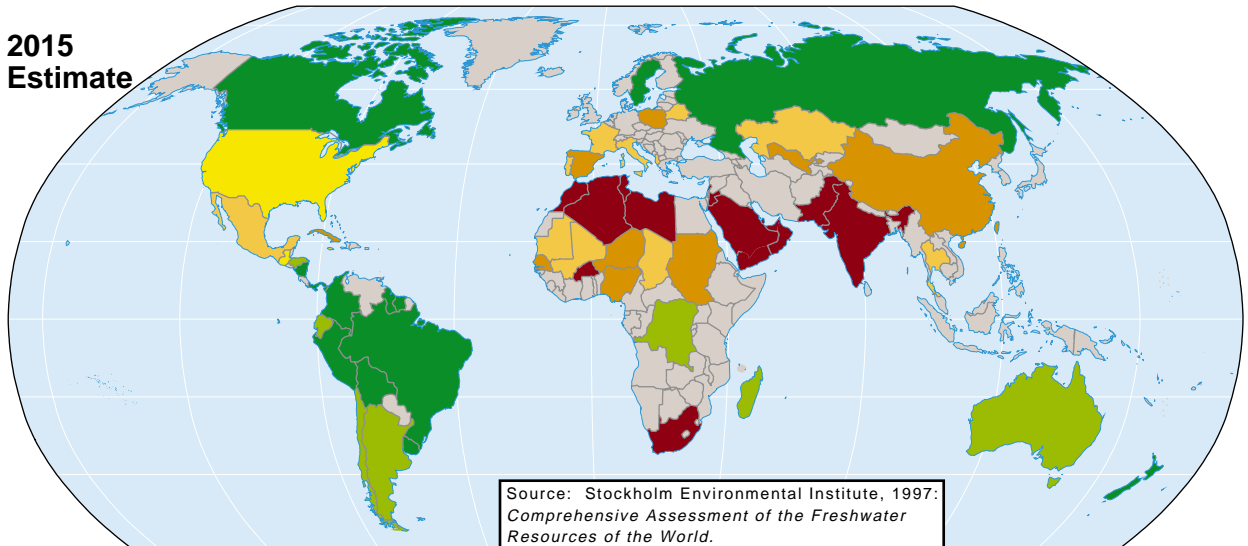 2015
Estimate
Source: Stockholm Environmental Institute, 1997:
Comprehensive Assessment of the Freshwater
Resources of the World.